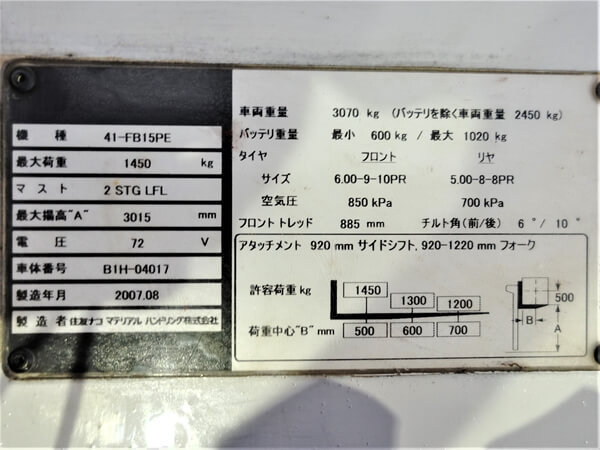 機 種 41-FB15PE
最大荷重 1450 kg
マスト 2 STG LFL
最大揚高"A" 3015 mm
電 圧 72 V
車体番号 B1H-04017
製造年月 2007.08
製 造 者 住友ナコ マテリアル ハンドリング株式会社
車両重量 3070 kg (バッテリを除く車両重量 2450 kg)
バッテリ重量 最小 600 kg / 最大 1020 kg
タイヤ フロント リヤ
サイズ 6.00-9-10PR 5.00-8-8PR
空気圧 850 kPa 700 kPa
フロントトレッド 885 mm チルト角(前/後) 6 °/ 10 °
アタッチメント 920 mm サイドシフト, 920-1220 mm フォーク
許容荷重 kg 1450 1300 1200
荷重中心"B" mm 500 600 700
500
B
A